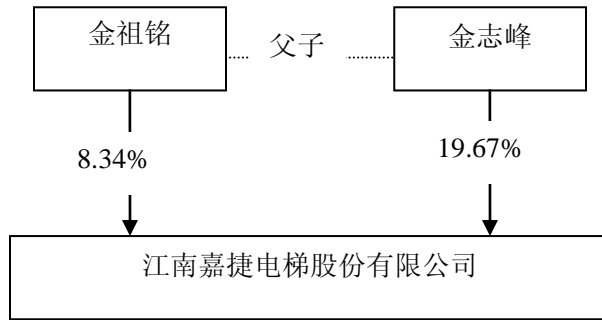 金祖铭
父子
金志峰
8.34%
19.67%
江南嘉捷电梯股份有限公司